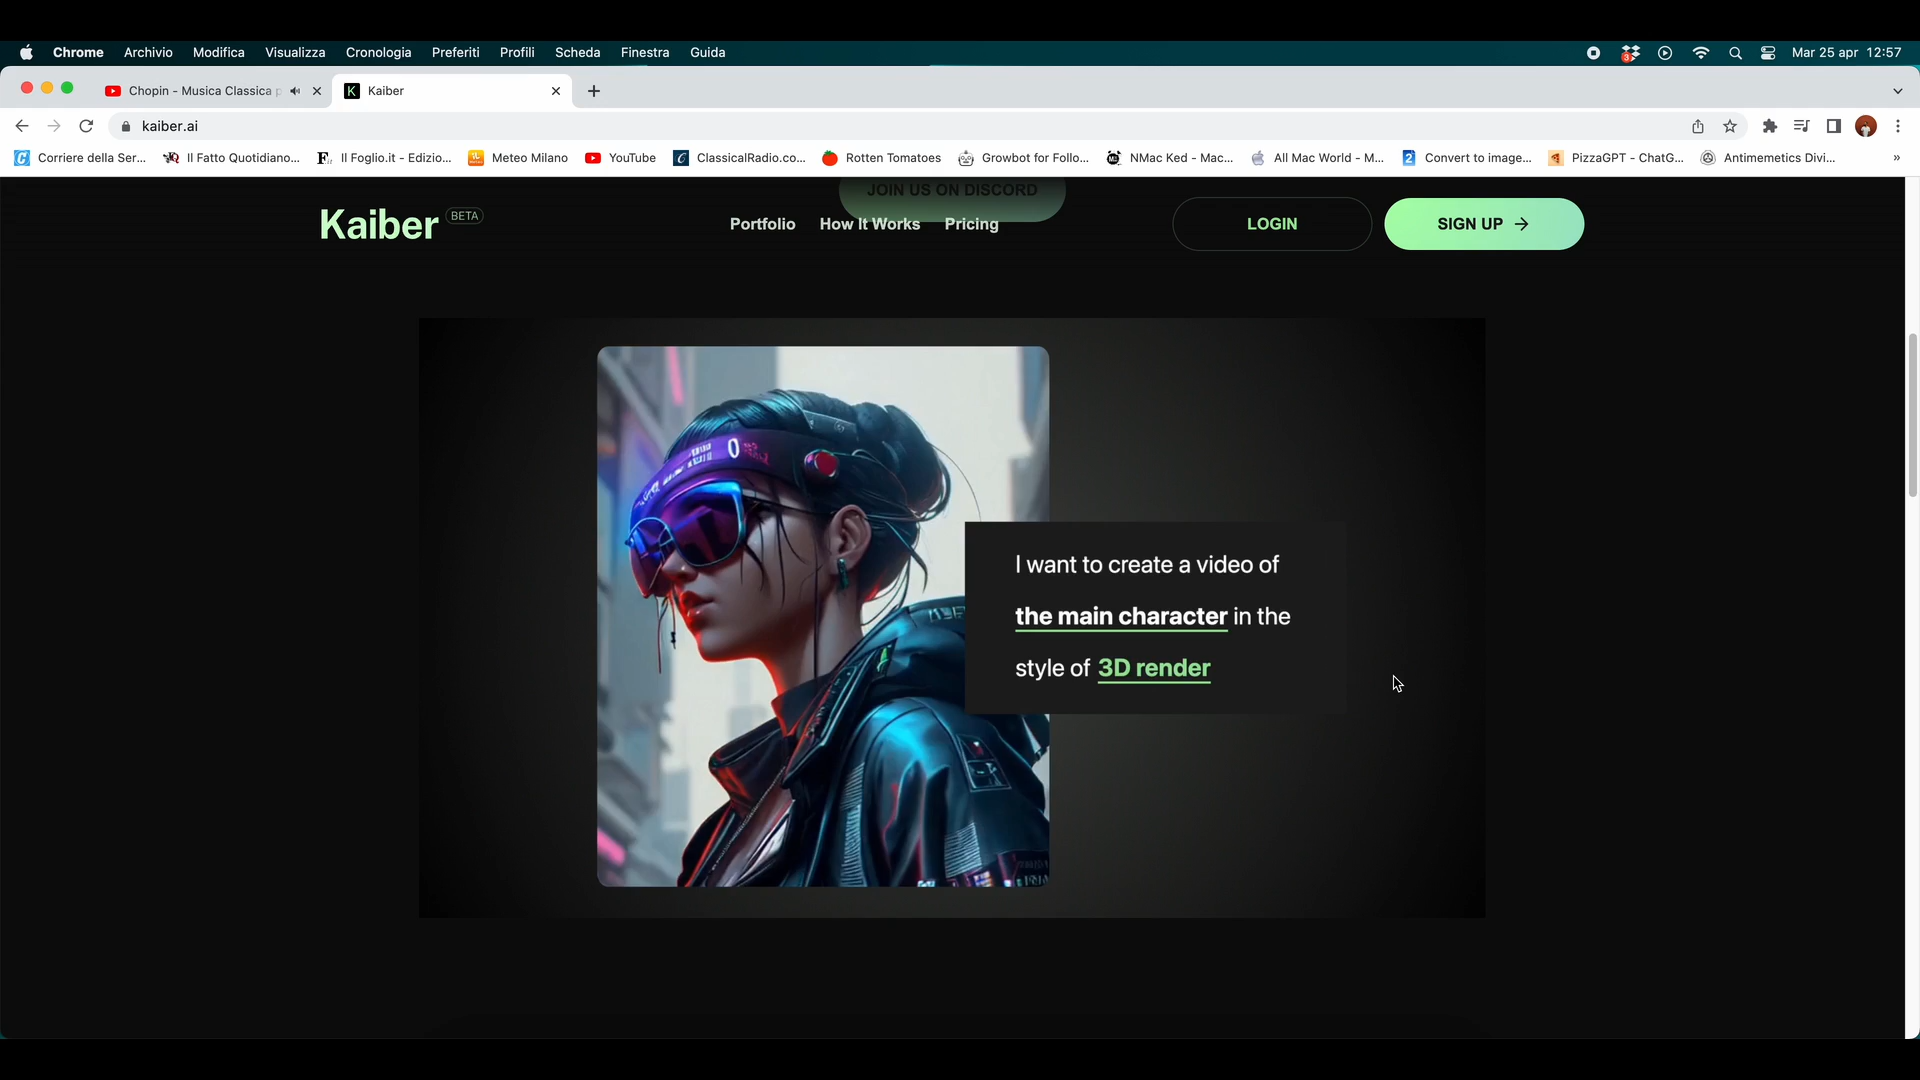 Chrome Archivio Modifica Visualizza Cronologia Preferiti Profili Scheda Finestra Guida 3 Mar 25 apr 12:57
Chopin - Musica Classica p Kaiber
kaiber.ai
Corriere della Ser... Il Fatto Quotidiano... Il Foglio.it - Edizio... Meteo Milano YouTube ClassicalRadio.co... Rotten Tomatoes Growbot for Follo... NMac Ked - Mac... All Mac World - M... Convert to image... PizzaGPT - ChatG... Antimemetics Divi... »
JOIN US ON DISCORD
Kaiber BETA Portfolio How It Works Pricing LOGIN SIGN UP →
I want to create a video of
the main character in the
style of 3D render